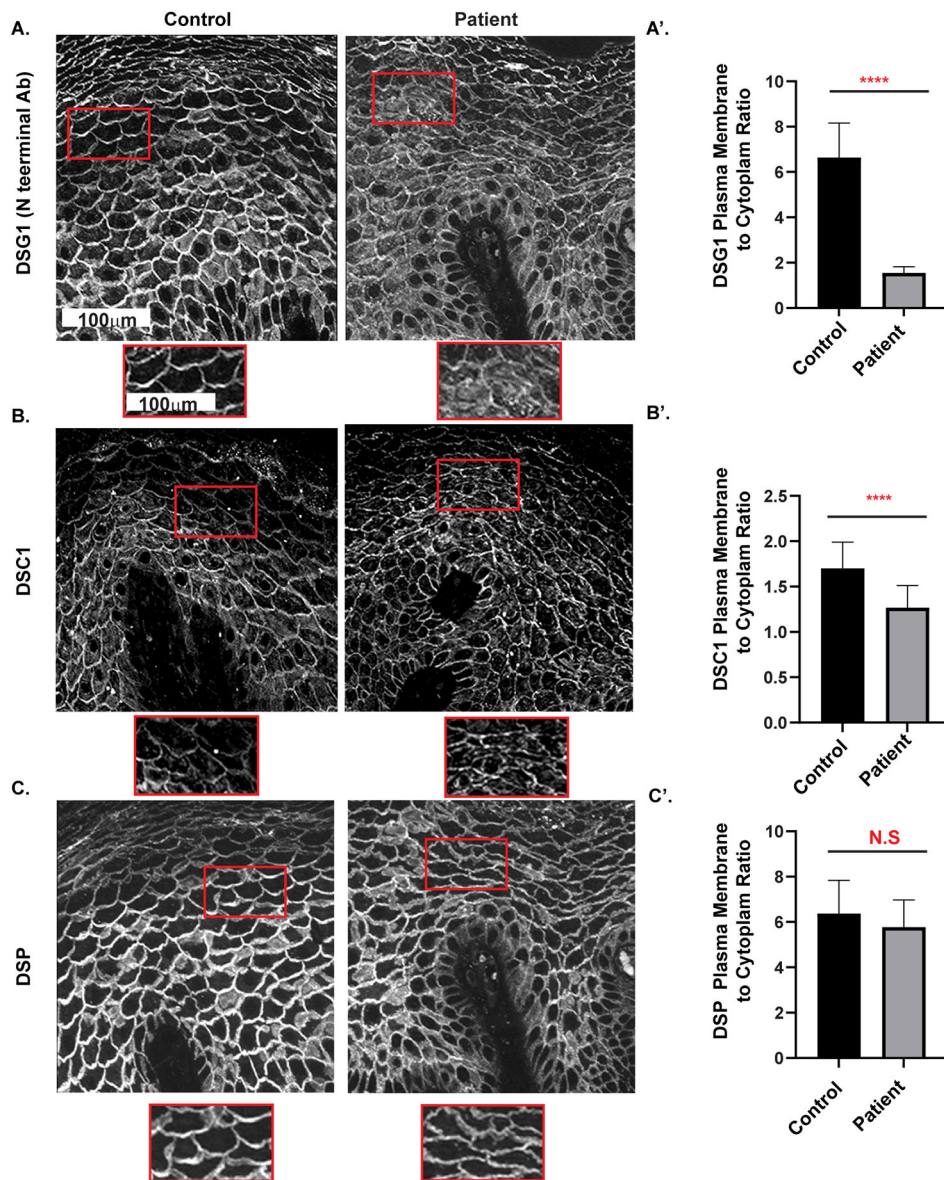 Control
Patient
A.
DSG1 (N teerminal Ab)
100μm
100μm
A'.
****
DSG1 Plasma Membrane
to Cytoplam Ratio
10
8
6
4
2
0
Control
Patient
B.
DSC1
B'.
****
DSC1 Plasma Membrane
to Cytoplam Ratio
2.5
2.0
1.5
1.0
0.5
0.0
Control
Patient
C.
DSP
C'.
N.S
DSP Plasma Membrane
to Cytoplam Ratio
10
8
6
4
2
0
Control
Patient